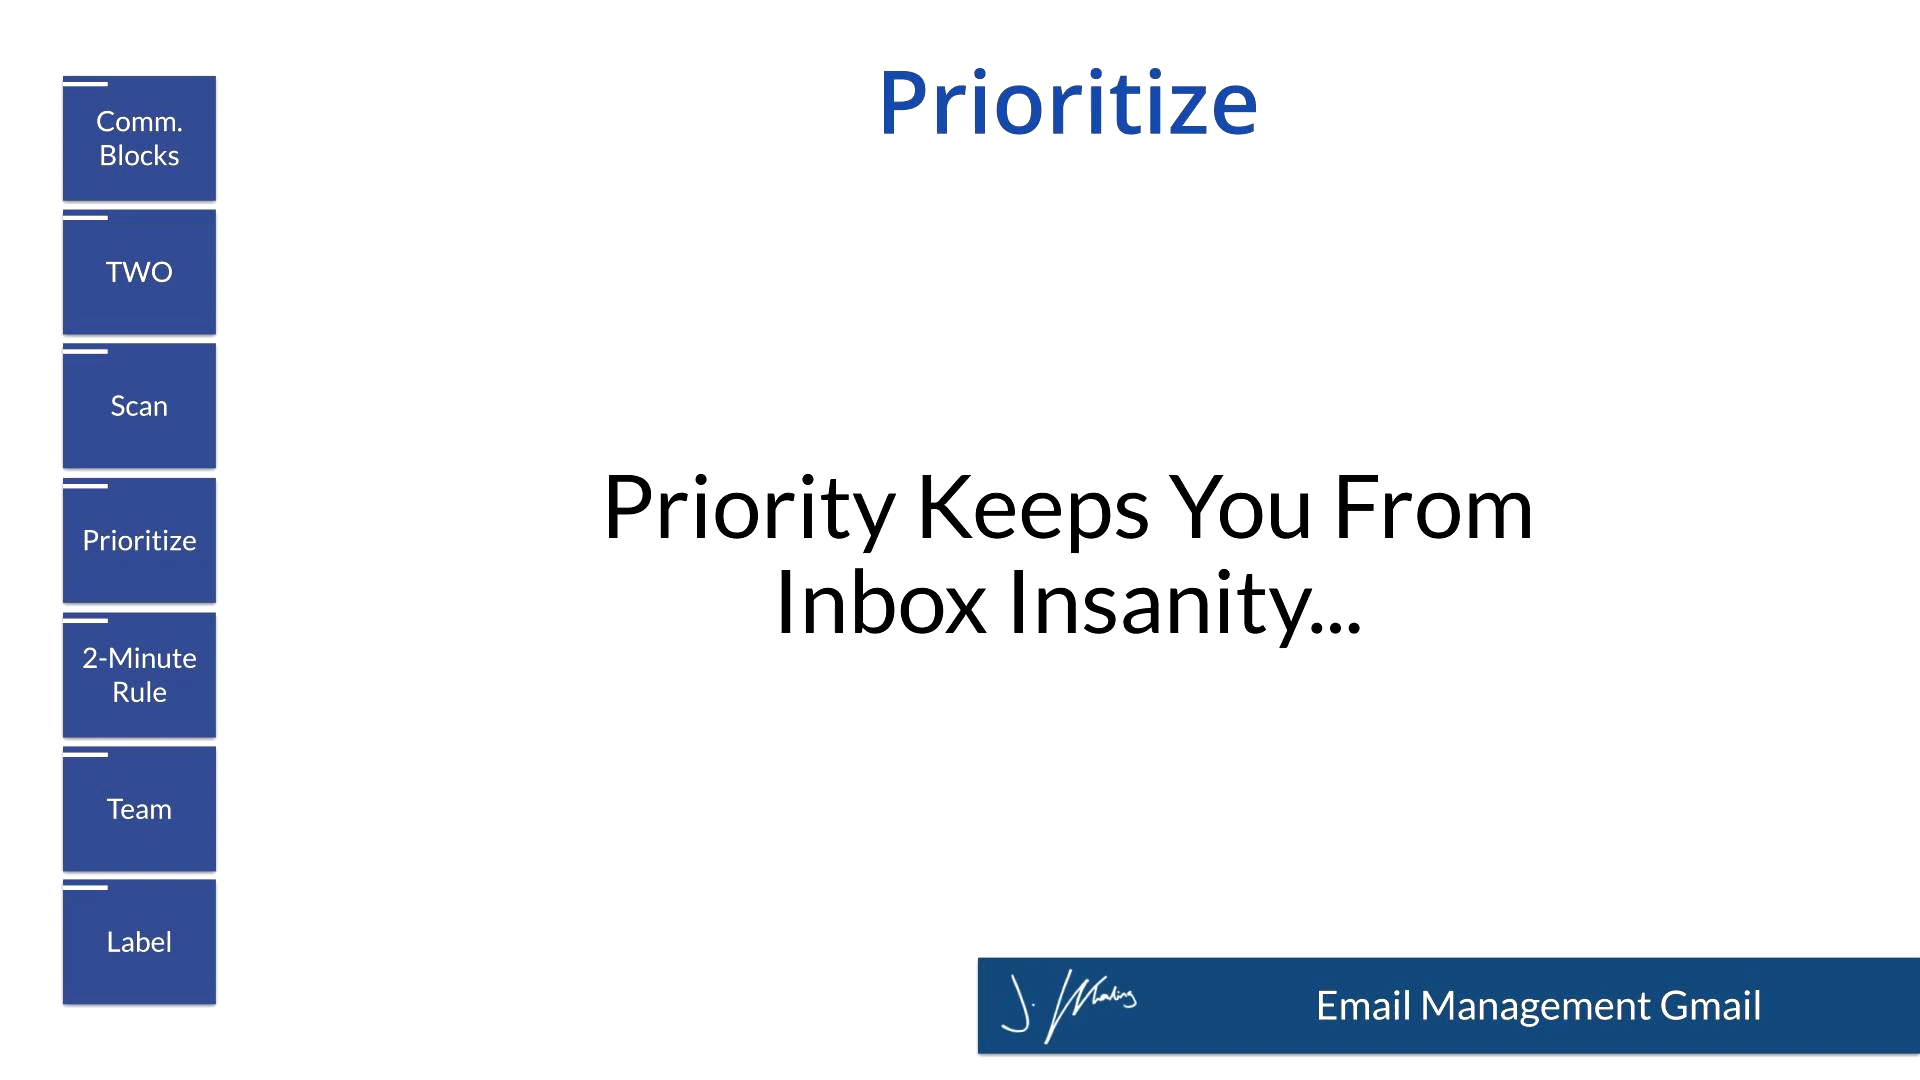 Prioritize
Comm.
Blocks
TWO
Scan
Prioritize
2-Minute
Rule
Team
Label
Priority Keeps You From
Inbox Insanity...
Email Management Gmail